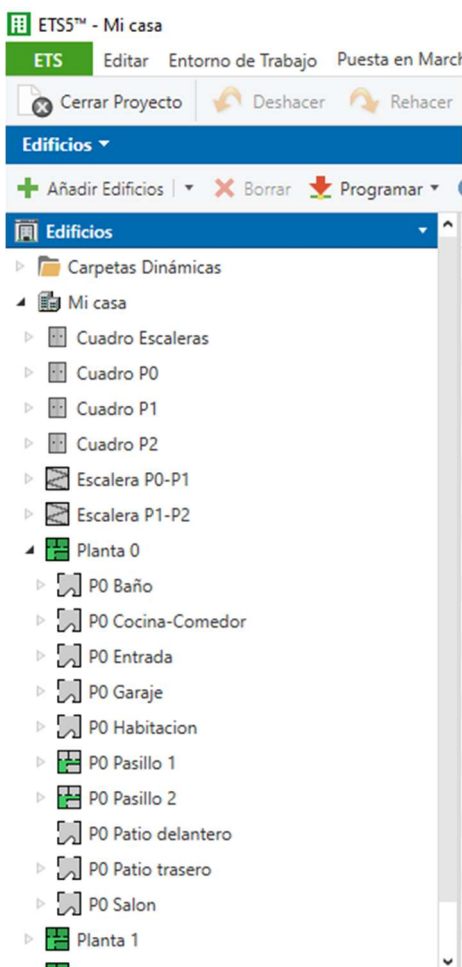 ETS5™ - Mi casa
ETS Editar Entorno de Trabajo Puesta en March
Cerrar Proyecto Deshacer Rehacer
Edificios
Añadir Edificios Borrar Programar
Edificios
Carpetas Dinámicas
Mi casa
Cuadro Escaleras
Cuadro P0
Cuadro P1
Cuadro P2
Escalera P0-P1
Escalera P1-P2
Planta 0
P0 Baño
P0 Cocina-Comedor
P0 Entrada
P0 Garaje
P0 Habitacion
P0 Pasillo 1
P0 Pasillo 2
P0 Patio delantero
P0 Patio trasero
P0 Salon
Planta 1